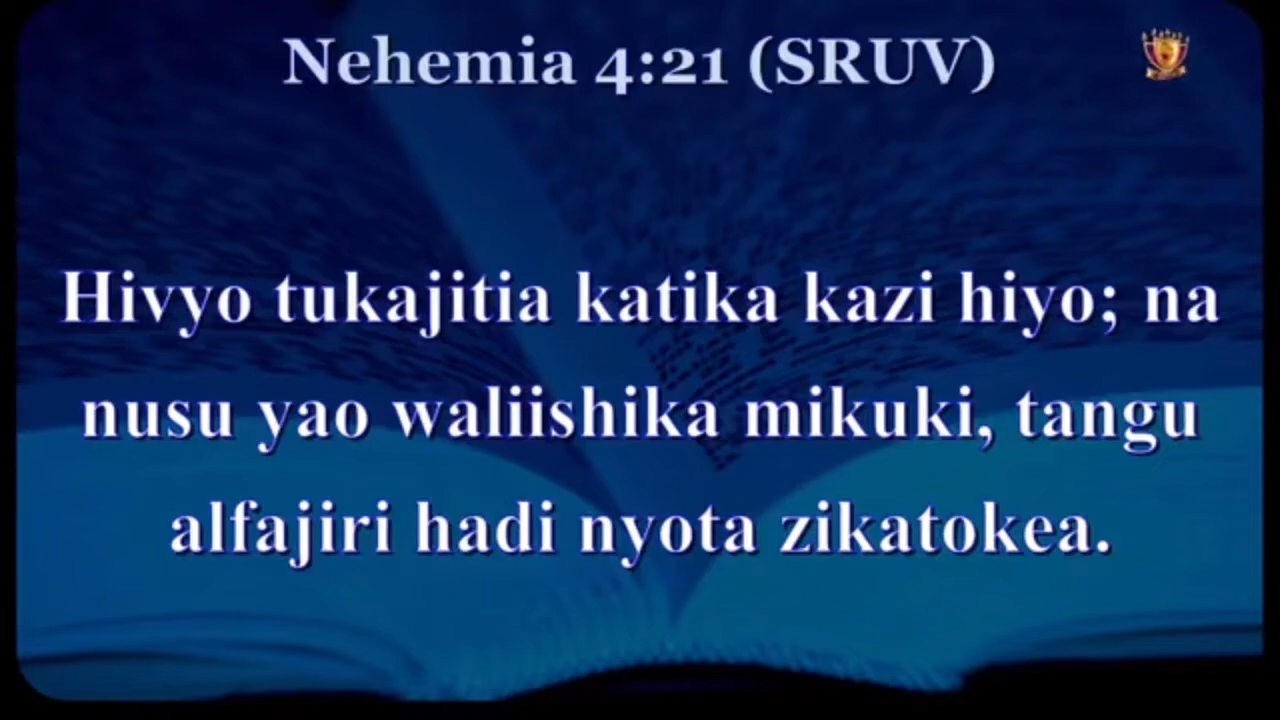 Nehemia 4:21 (SRUV)
Hivyo tukajitia katika kazi hiyo; na
nusu yao waliishika mikuki, tangu
alfajiri hadi nyota zikatokea.